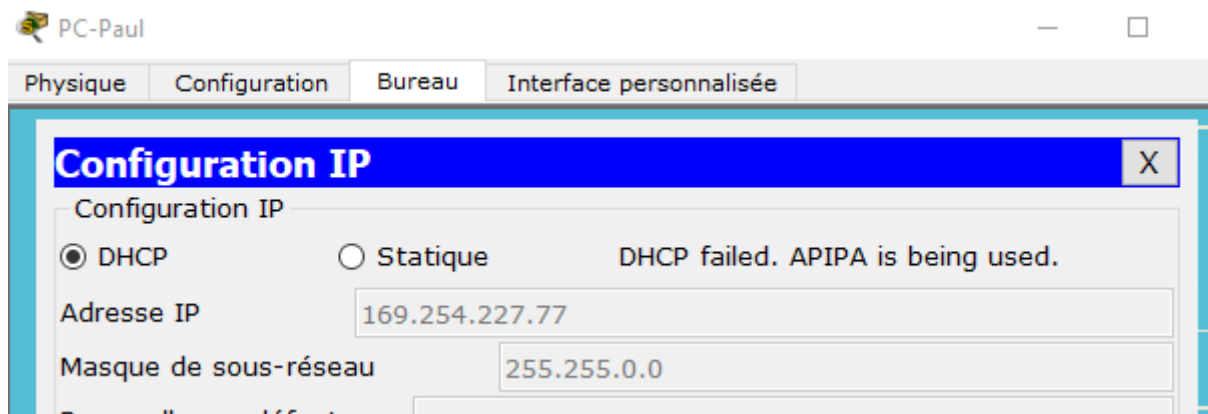 PC-Paul
Physique Configuration Bureau Interface personnalisée
Configuration IP X
Configuration IP
DHCP Statique DHCP failed. APIPA is being used.
Adresse IP 169.254.227.77
Masque de sous-réseau 255.255.0.0